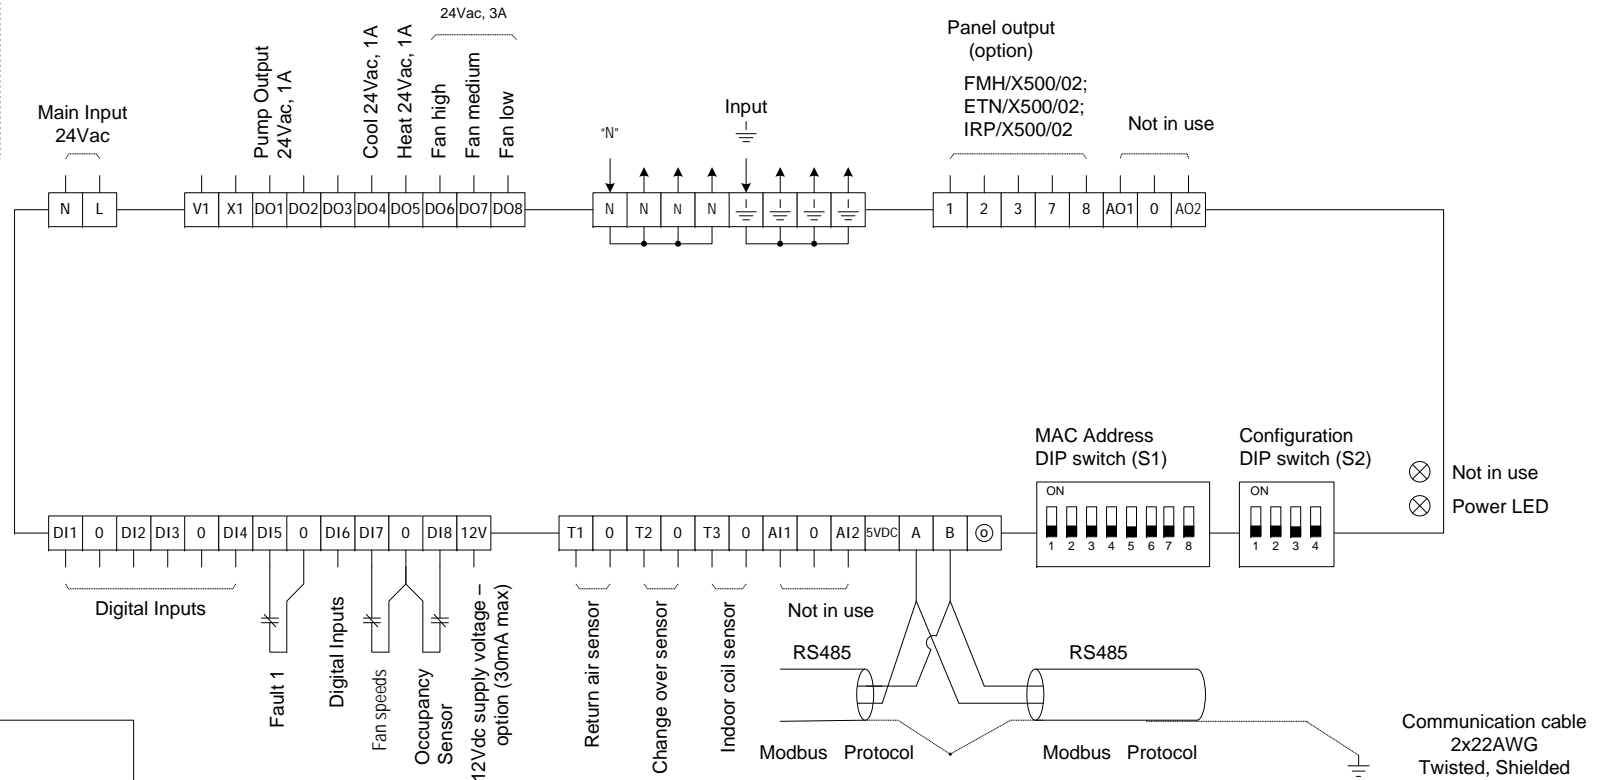 24Vac, 3A
Panel output
(option)
FMH/X500/02;
ETN/X500/02;
IRP/X500/02
Main Input
24Vac
Pump Output
24Vac, 1A
Cool 24Vac, 1A
Heat 24Vac, 1A
Fan high
Fan medium
Fan low
"N"
Input
Not in use
N L
V1 X1 DO1 DO2 DO3 DO4 DO5 DO6 DO7 DO8
N N N N
1 2 3 7 8 AO1 0 AO2
MAC Address
DIP switch (S1)
Configuration
DIP switch (S2)
Not in use
Power LED
ON
1 2 3 4 5 6 7 8
ON
1 2 3 4
DI1 0 DI2 DI3 0 DI4 DI5 0 DI6 DI7 0 DI8 12V
T1 0 T2 0 T3 0 AI1 0 AI2 5VDC A B
Digital Inputs
Fault 1
Digital Inputs
Fan speeds
Occupancy
Sensor
12Vdc supply voltage –
option (30mA max)
Return air sensor
Change over sensor
Indoor coil sensor
Not in use
RS485
RS485
Modbus Protocol
Modbus Protocol
Communication cable
2x22AWG
Twisted, Shielded